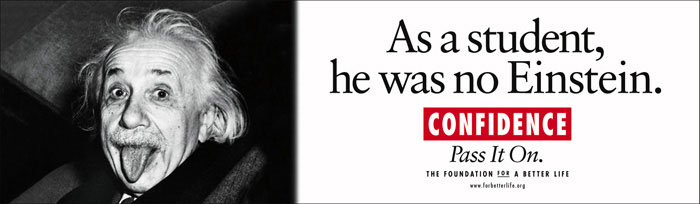 As a student,
he was no Einstein.
CONFIDENCE
Pass It On.
THE FOUNDATION FOR A BETTER LIFE
www.forbetterlife.org